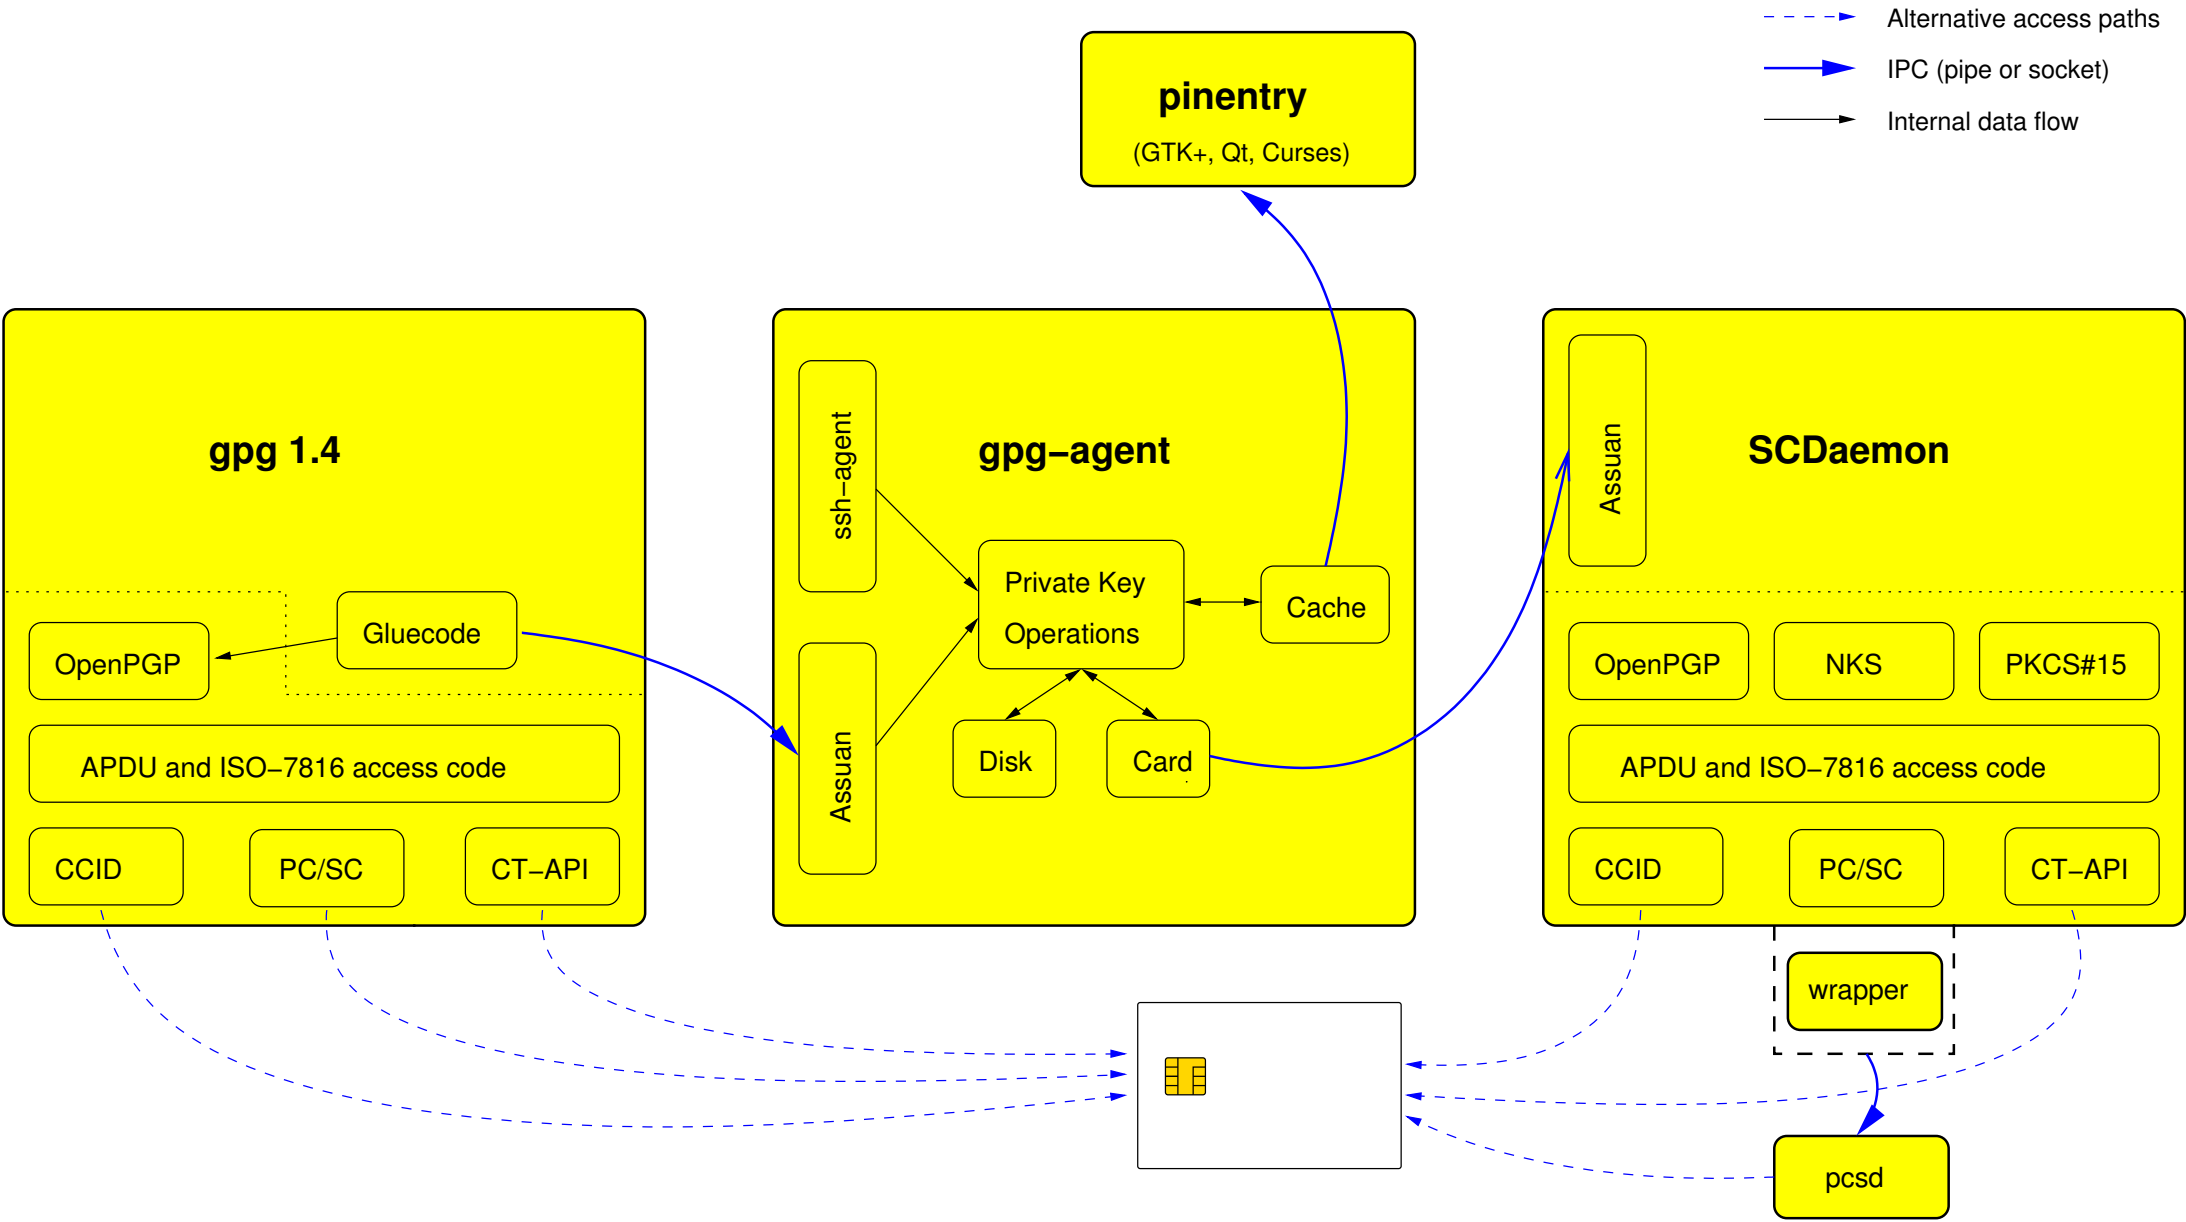 Alternative access paths
IPC (pipe or socket)
Internal data flow
pinentry
(GTK+, Qt, Curses)
gpg 1.4
Gluecode
OpenPGP
APDU and ISO−7816 access code
CCID
PC/SC
CT−API
gpg−agent
ssh−agent
Private Key
Operations
Cache
Assuan
Disk
Card
SCDaemon
Assuan
OpenPGP
NKS
PKCS#15
APDU and ISO−7816 access code
CCID
PC/SC
CT−API
wrapper
pcsd